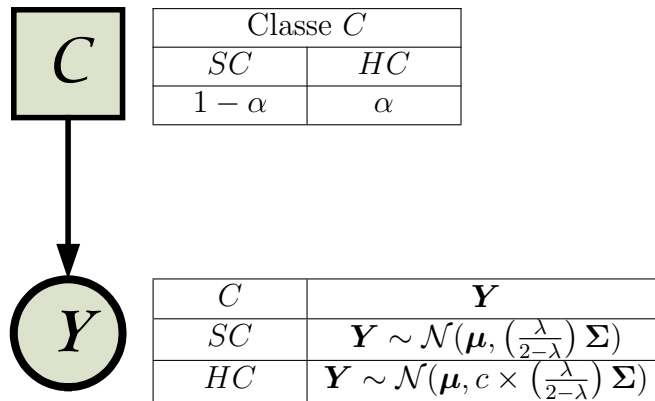 C
Classe C
SC HC
1 − α α
Y
C Y
SC Y ∼ 𝒩(μ, (λ/(2−λ)) Σ)
HC Y ∼ 𝒩(μ, c × (λ/(2−λ)) Σ)